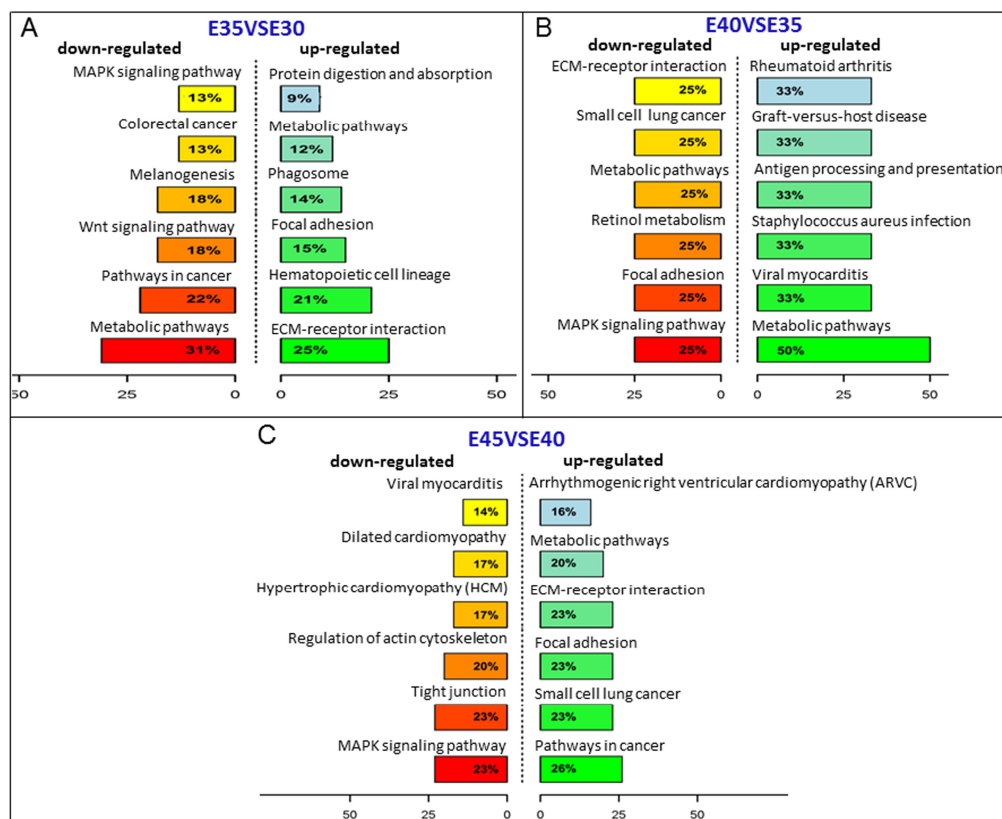 A
E35VSE30
down-regulated
up-regulated
MAPK signaling pathway
Protein digestion and absorption
13%
9%
Colorectal cancer
Metabolic pathways
13%
12%
Melanogenesis
Phagosome
18%
14%
Wnt signaling pathway
Focal adhesion
18%
15%
Pathways in cancer
Hematopoietic cell lineage
22%
21%
Metabolic pathways
ECM-receptor interaction
31%
25%
50
25
0
0
25
50
B
E40VSE35
down-regulated
up-regulated
ECM-receptor interaction
Rheumatoid arthritis
25%
33%
Small cell lung cancer
Graft-versus-host disease
25%
33%
Metabolic pathways
Antigen processing and presentation
25%
33%
Retinol metabolism
Staphylococcus aureus infection
25%
33%
Focal adhesion
Viral myocarditis
25%
33%
MAPK signaling pathway
Metabolic pathways
25%
50%
50
25
0
0
25
50
C
E45VSE40
down-regulated
up-regulated
Viral myocarditis
Arrhythmogenic right ventricular cardiomyopathy (ARVC)
14%
16%
Dilated cardiomyopathy
Metabolic pathways
17%
20%
Hypertrophic cardiomyopathy (HCM)
ECM-receptor interaction
17%
23%
Regulation of actin cytoskeleton
Focal adhesion
20%
23%
Tight junction
Small cell lung cancer
23%
23%
MAPK signaling pathway
Pathways in cancer
23%
26%
50
25
0
0
25
50